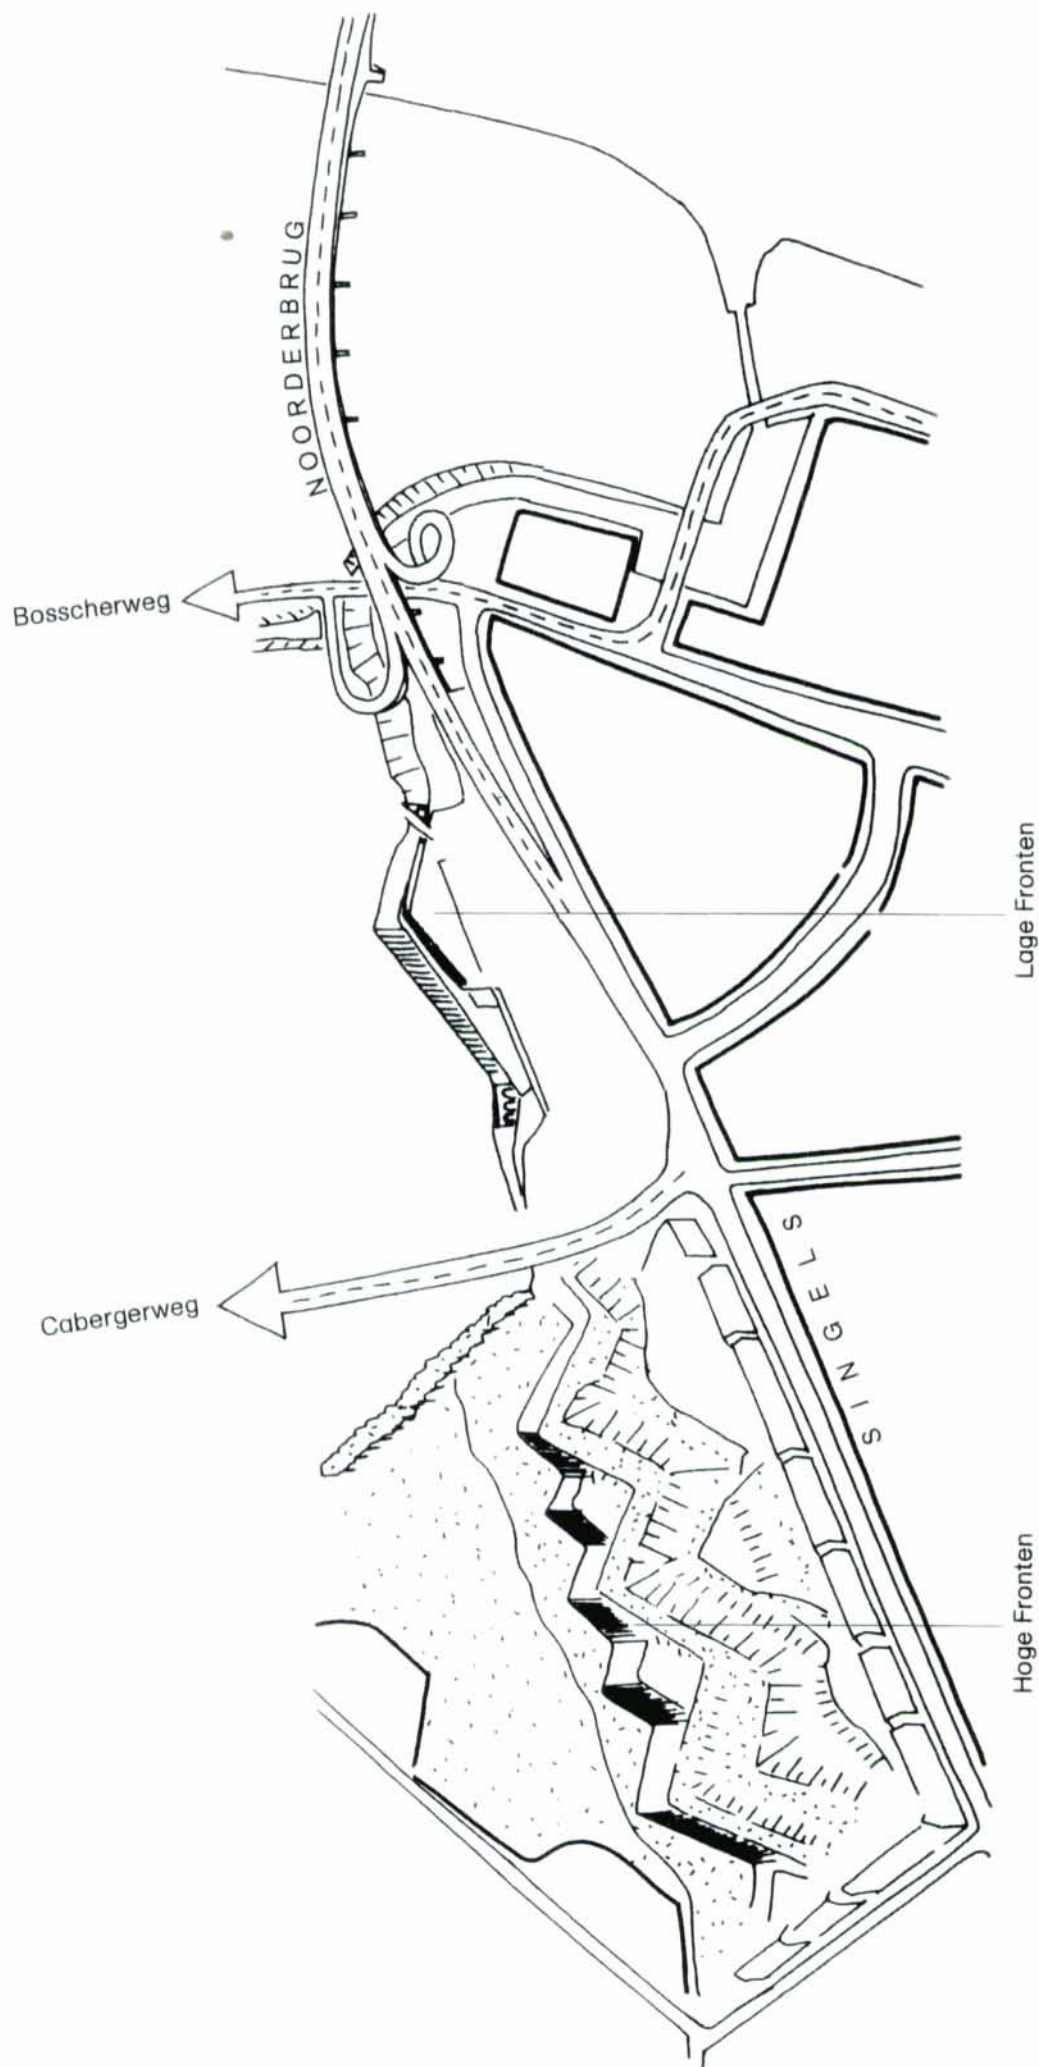 NOORDERBRUG
Bosscherweg
Lage Fronten
Cabergerweg
SINGELS
Hoge Fronten